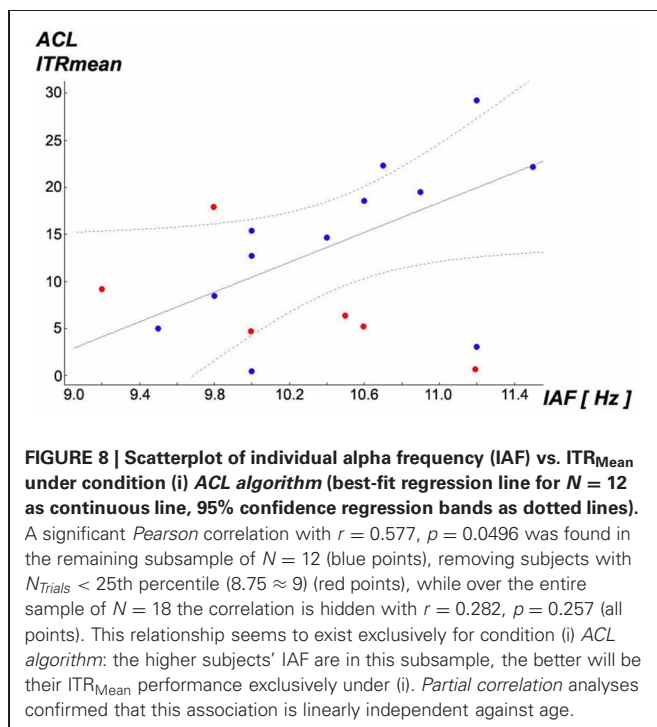 ACL
ITRmean
30
25
20
15
10
5
0
9.0 9.4 9.8 10.2 10.6 11.0 11.4 IAF [ Hz ]
FIGURE 8 | Scatterplot of individual alpha frequency (IAF) vs. ITRMean
under condition (i) ACL algorithm (best-fit regression line for N = 12
as continuous line, 95% confidence regression bands as dotted lines).
A significant Pearson correlation with r = 0.577, p = 0.0496 was found in
the remaining subsample of N = 12 (blue points), removing subjects with
NTrials < 25th percentile (8.75 ≈ 9) (red points), while over the entire
sample of N = 18 the correlation is hidden with r = 0.282, p = 0.257 (all
points). This relationship seems to exist exclusively for condition (i) ACL
algorithm: the higher subjects' IAF are in this subsample, the better will be
their ITRMean performance exclusively under (i). Partial correlation analyses
confirmed that this association is linearly independent against age.